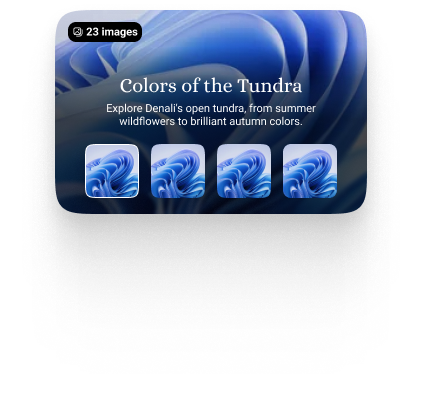 23 images
Colors of the Tundra
Explore Denali's open tundra, from summer
wildflowers to brilliant autumn colors.